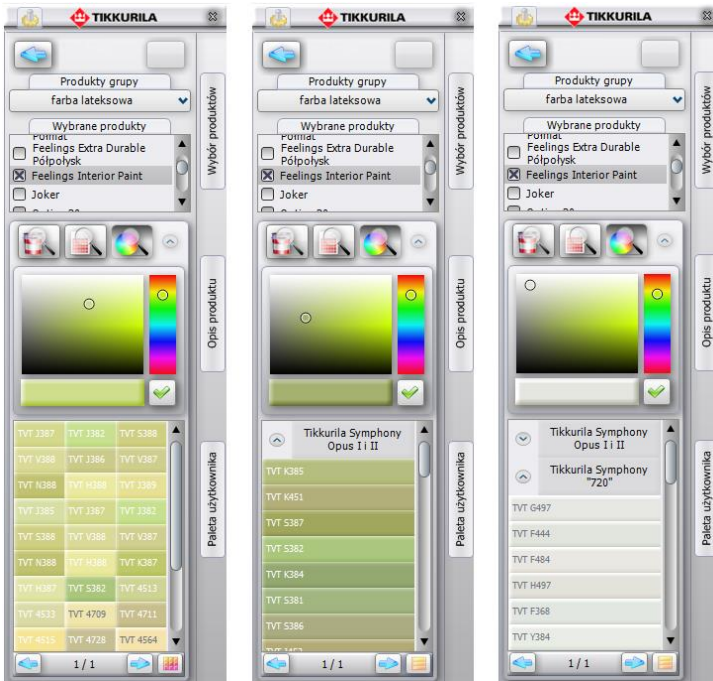 TIKKURILA
Produkty grupy
farba lateksowa
Wybrane produkty
Półmat
Feelings Extra Durable
Półpołysk
Feelings Interior Paint
Joker
1/1
Wybór produktów
Opis produktu
Paleta użytkownika
TVT J387 TVT J382 TVT S388
TVT V388 TVT J386 TVT V387
TVT N388 TVT H388 TVT J389
TVT J385 TVT J387 TVT J382
TVT S388 TVT V388 TVT V387
TVT N388 TVT H388 TVT K387
TVT H387 TVT S382 TVT 4513
TVT 4533 TVT 4709 TVT 4711
TVT 4515 TVT 4728 TVT 4564
TIKKURILA
Produkty grupy
farba lateksowa
Wybrane produkty
Półmat
Feelings Extra Durable
Półpołysk
Feelings Interior Paint
Joker
Tikkurila Symphony
Opus I i II
TVT K385
TVT K451
TVT S387
TVT S382
TVT K384
TVT S381
TVT S386
1/1
Wybór produktów
Opis produktu
Paleta użytkownika
TIKKURILA
Produkty grupy
farba lateksowa
Wybrane produkty
Półmat
Feelings Extra Durable
Półpołysk
Feelings Interior Paint
Joker
Tikkurila Symphony
Opus I i II
Tikkurila Symphony
"720"
TVT G497
TVT F444
TVT F484
TVT H497
TVT F368
TVT Y384
1/1
Wybór produktów
Opis produktu
Paleta użytkownika